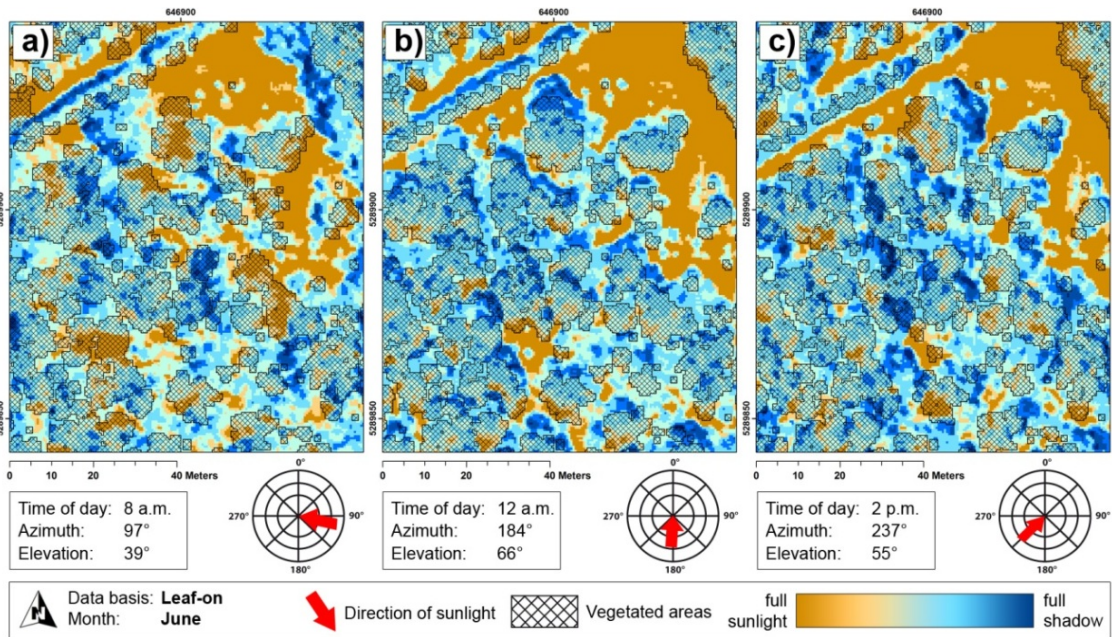 646900 646900 646900
a) b) c)
5289900 5289900 5289900
5289850 5289850 5289850
0 10 20 40 Meters 0 10 20 40 Meters 0 10 20 40 Meters
Time of day: 8 a.m.
Azimuth: 97°
Elevation: 39°
0°
270° 90°
180°
Time of day: 12 a.m.
Azimuth: 184°
Elevation: 66°
0°
270° 90°
180°
Time of day: 2 p.m.
Azimuth: 237°
Elevation: 55°
0°
270° 90°
180°
N
Data basis: Leaf-on
Month: June
Direction of sunlight
Vegetated areas
full
sunlight
full
shadow